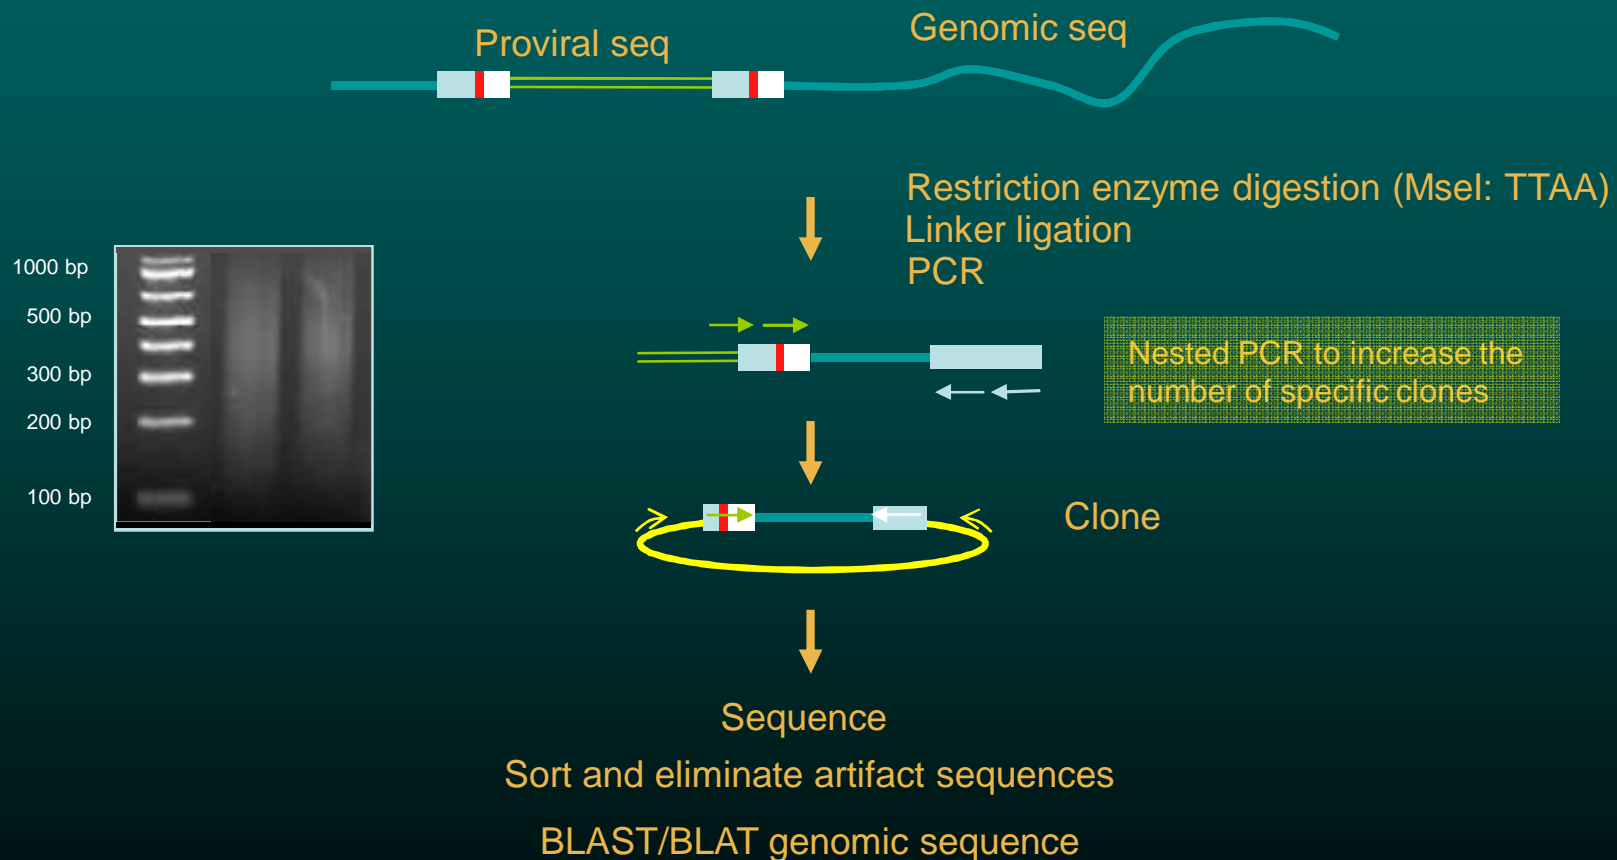 Proviral seq
Genomic seq
Restriction enzyme digestion (MseI: TTAA)
Linker ligation
PCR
1000 bp
500 bp
300 bp
200 bp
100 bp
Nested PCR to increase the
number of specific clones
Clone
Sequence
Sort and eliminate artifact sequences
BLAST/BLAT genomic sequence